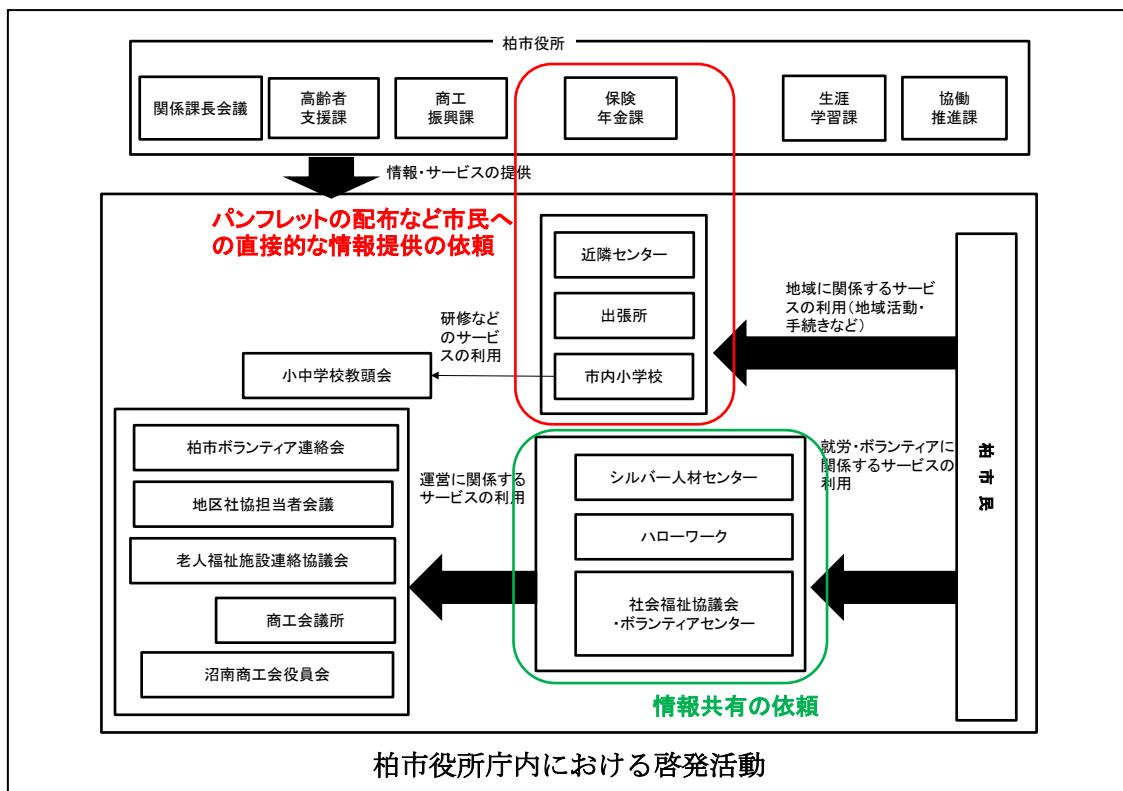 柏市役所
関係課長会議
高齢者
支援課
商工
振興課
保険
年金課
生涯
学習課
協働
推進課
情報・サービスの提供
パンフレットの配布など市民へ
の直接的な情報提供の依頼
近隣センター
出張所
市内小学校
地域に関係するサービ
スの利用(地域活動・
手続きなど)
研修など
のサービ
スの利用
小中学校教頭会
柏市ボランティア連絡会
地区社協担当者会議
老人福祉施設連絡協議会
商工会議所
沼南商工会役員会
運営に関係する
サービスの利用
シルバー人材センター
ハローワーク
社会福祉協議会
・ボランティアセンター
就労・ボランティアに
関係するサービスの
利用
柏市民
情報共有の依頼
柏市役所庁内における啓発活動